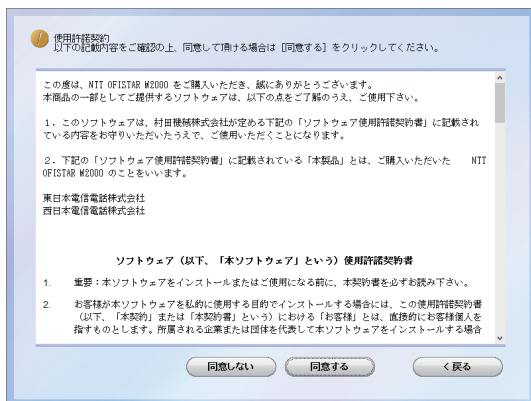 使用許諾契約
以下の記載内容をご確認の上、同意して頂ける場合は [同意する] をクリックしてください。
この度は、NTT OFISTAR M2000 をご購入いただき、誠にありがとうございます。
本商品の一部としてご提供するソフトウェアは、以下の点をご了解のうえ、ご使用下さい。
1．このソフトウェアは、村田機械株式会社が定める下記の「ソフトウェア使用許諾契約書」に記載され
ている内容をお守りいただいたうえで、ご使用いただくことになります。
2．下記の「ソフトウェア使用許諾契約書」に記載されている「本製品」とは、ご購入いただいた NTT
OFISTAR M2000 のことをいいます。
東日本電信電話株式会社
西日本電信電話株式会社
ソフトウェア（以下、「本ソフトウェア」という）使用許諾契約書
1. 重要：本ソフトウェアをインストールまたはご使用になる前に、本契約書を必ずお読み下さい。
2. お客様が本ソフトウェアを私的に使用する目的でインストールする場合には、この使用許諾契約書
（以下、「本契約」または「本契約書」という）における「お客様」とは、直接的にお客様個人を
指すものとします。所属される企業または団体を代表して本ソフトウェアをインストールする場合
同意しない 同意する < 戻る